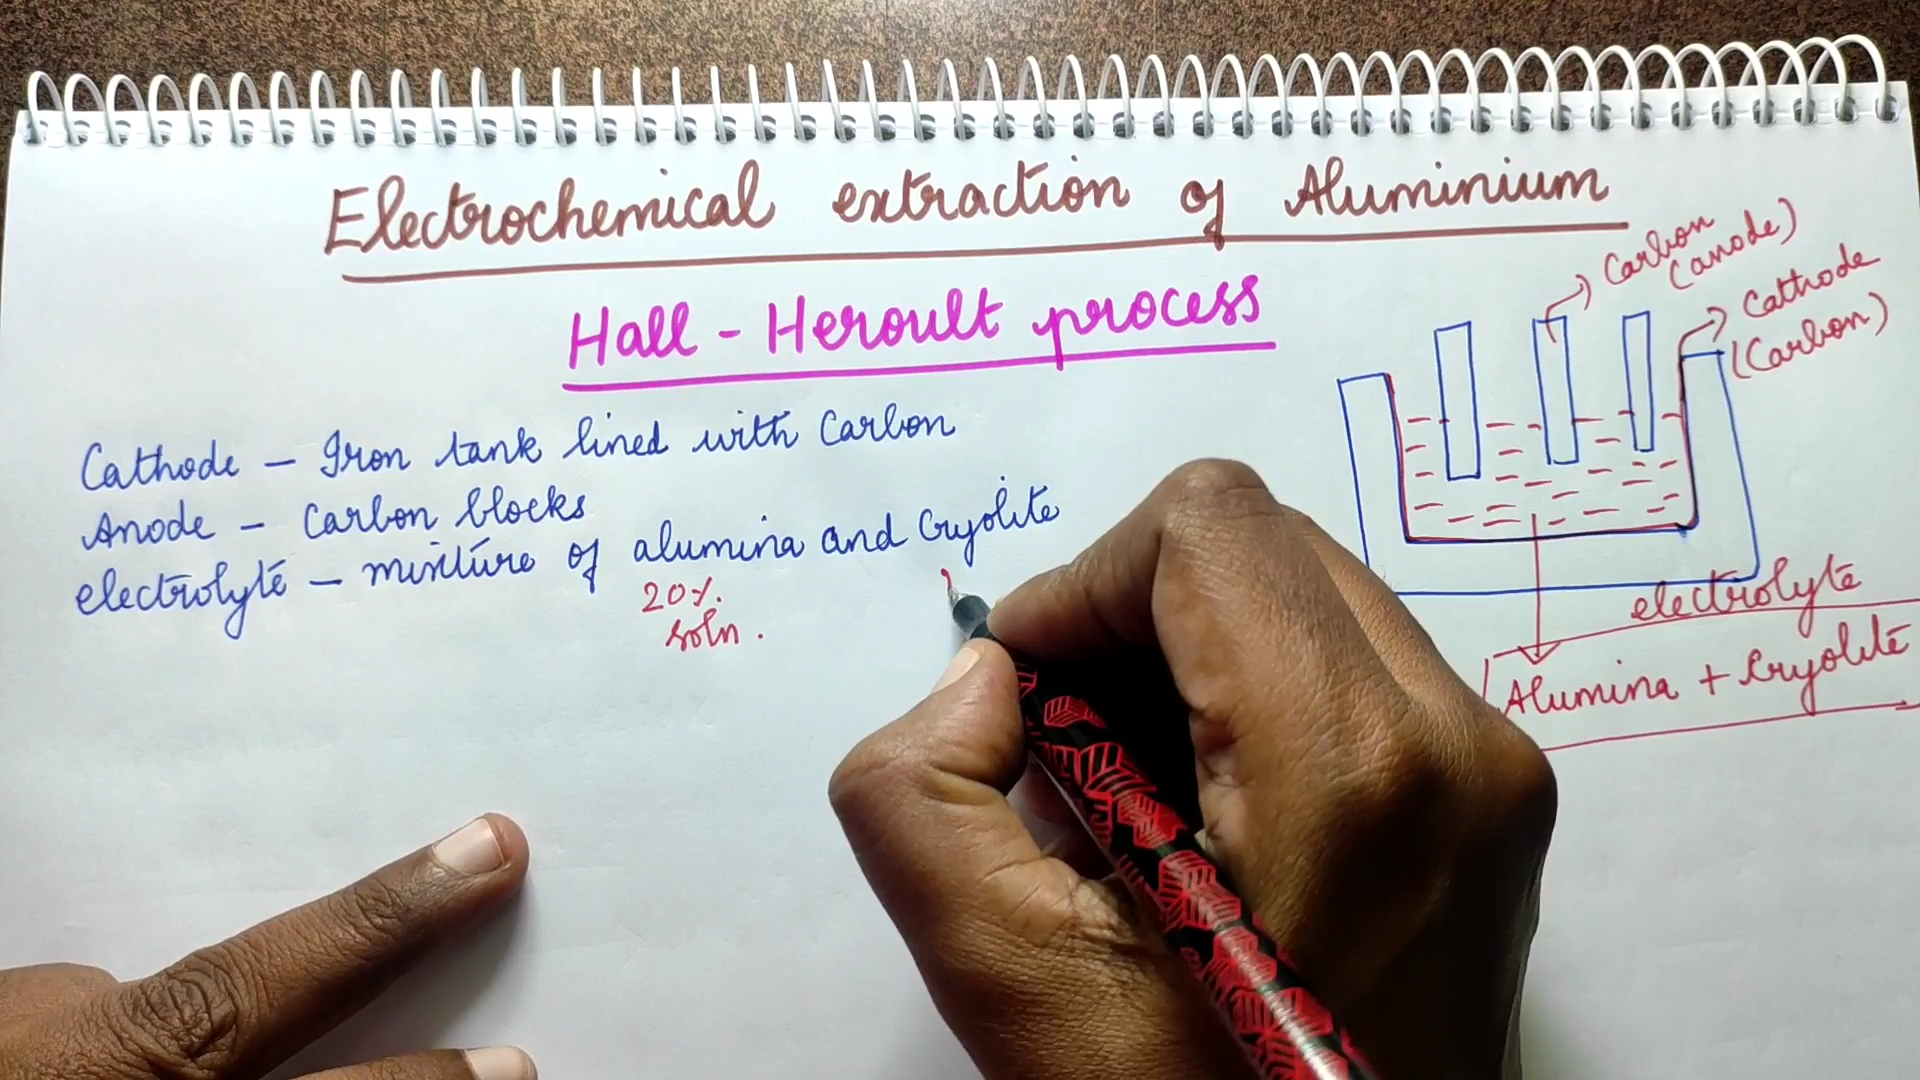 Electrochemical extraction of Aluminium
Hall - Heroult process
Carbon
(anode)
Cathode
(Carbon)
Cathode - Iron tank lined with Carbon
Anode - Carbon blocks
electrolyte - mixture of alumina and Cryolite
20%.
soln.
electrolyte
Alumina + Cryolite